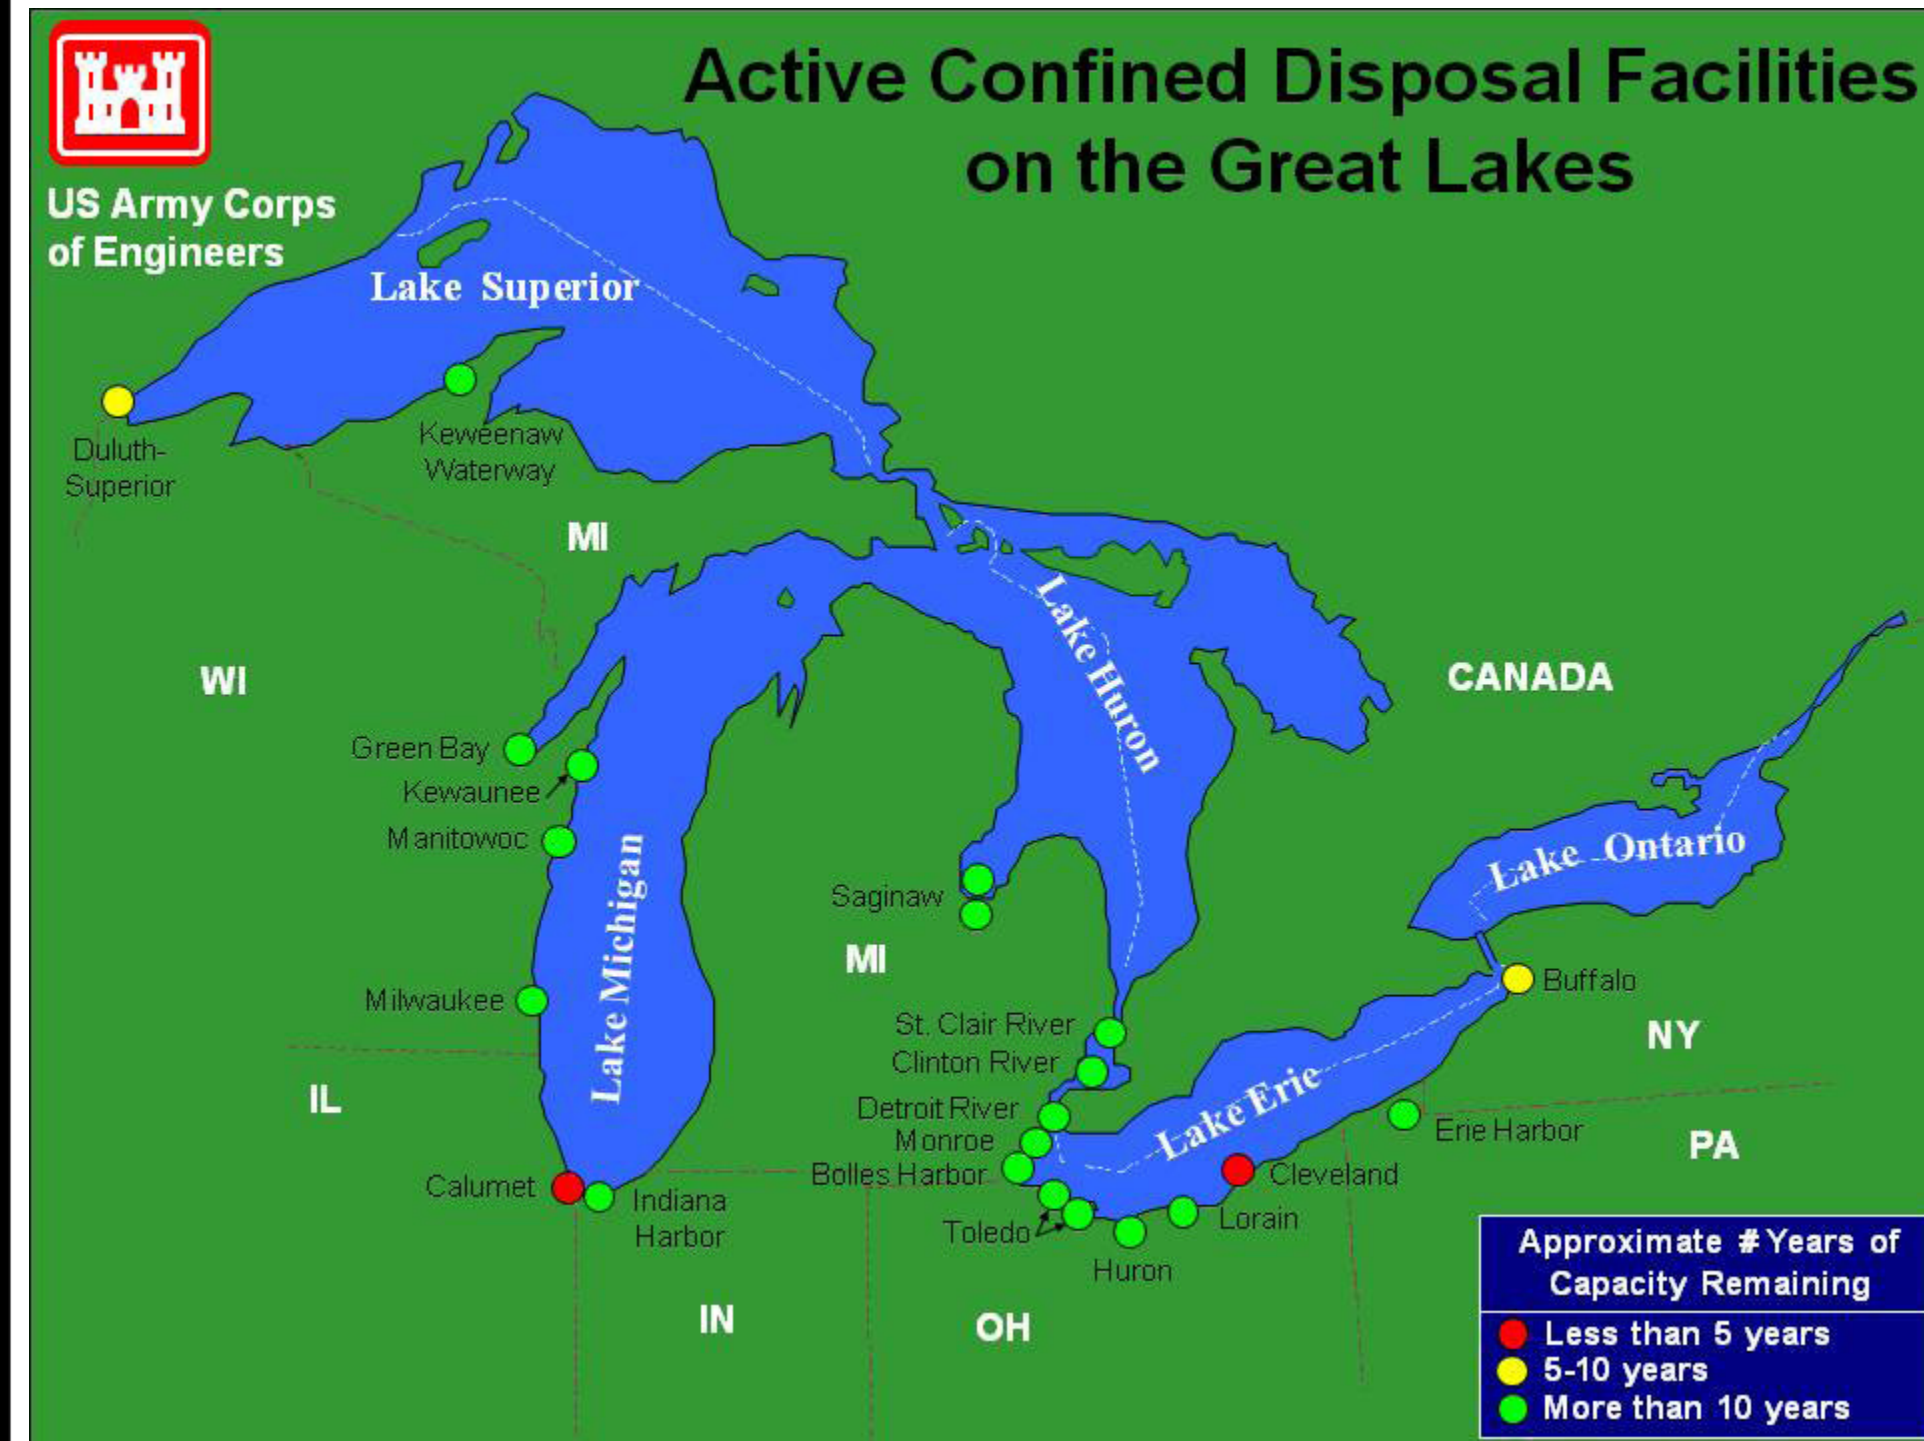 Active Confined Disposal Facilities
on the Great Lakes
US Army Corps
of Engineers
Lake Superior
Duluth-
Superior
Keweenaw
Waterway
MI
Lake Huron
WI
CANADA
Green Bay
Kewaunee
Manitowoc
Lake Michigan
Lake Ontario
Saginaw
MI
Milwaukee
St. Clair River
Clinton River
Buffalo
NY
IL
Detroit River
Monroe
Bolles Harbor
Lake Erie
Erie Harbor
PA
Calumet
Indiana
Harbor
Cleveland
Toledo
Lorain
Huron
IN
OH
Approximate # Years of
Capacity Remaining
Less than 5 years
5-10 years
More than 10 years